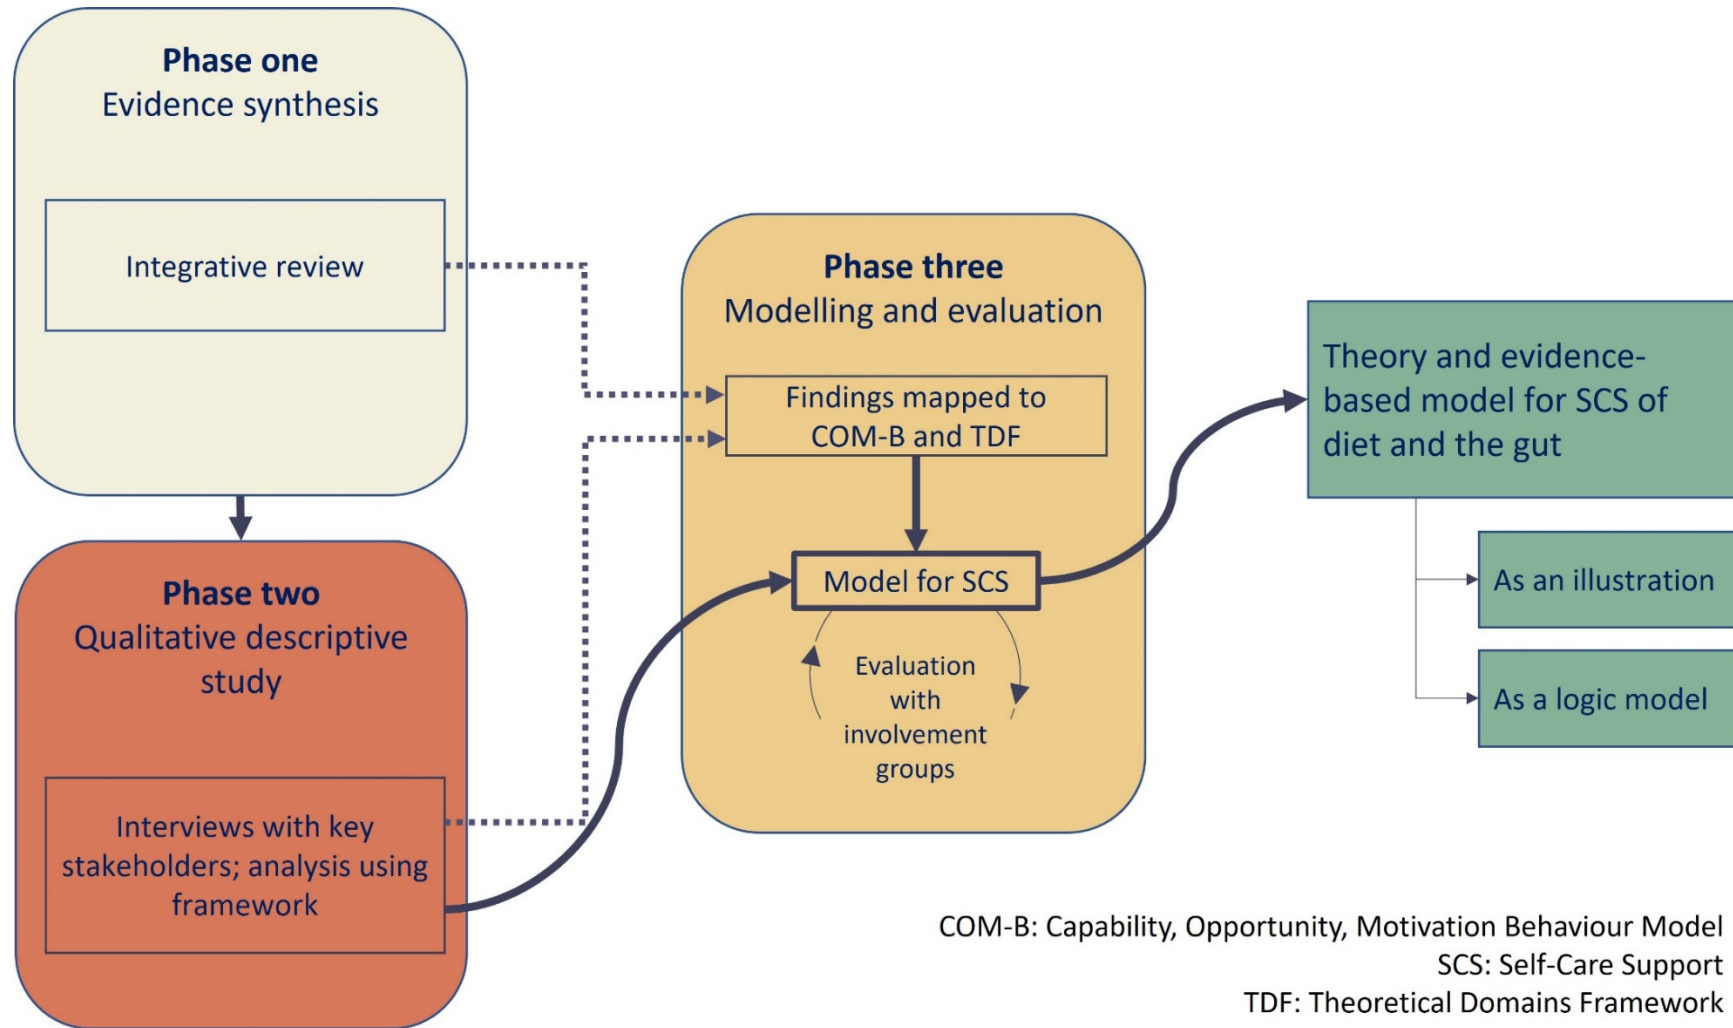 Phase one
Evidence synthesis
Integrative review
Phase two
Qualitative descriptive
study
Interviews with key
stakeholders; analysis using
framework
Phase three
Modelling and evaluation
Findings mapped to
COM-B and TDF
Model for SCS
Evaluation
with
involvement
groups
Theory and evidence-
based model for SCS of
diet and the gut
As an illustration
As a logic model
COM-B: Capability, Opportunity, Motivation Behaviour Model
SCS: Self-Care Support
TDF: Theoretical Domains Framework